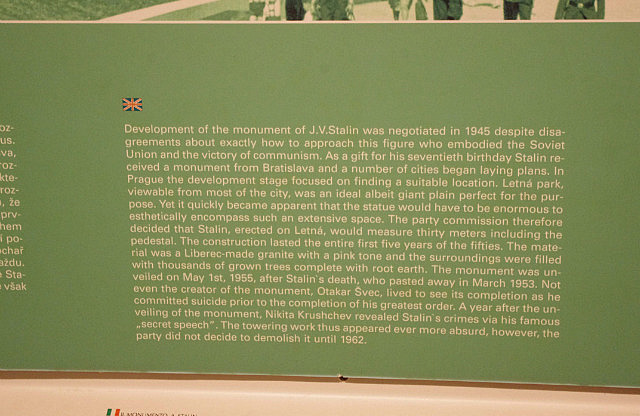 Development of the monument of J.V.Stalin was negotiated in 1945 despite disa-
greements about exactly how to approach this figure who embodied the Soviet
Union and the victory of communism. As a gift for his seventieth birthday Stalin re-
ceived a monument from Bratislava and a number of cities began laying plans. In
Prague the development stage focused on finding a suitable location. Letná park,
viewable from most of the city, was an ideal albeit giant plain perfect for the pur-
pose. Yet it quickly became apparent that the statue would have to be enormous to
esthetically encompass such an extensive space. The party commission therefore
decided that Stalin, erected on Letná, would measure thirty meters including the
pedestal. The construction lasted the entire first five years of the fifties. The mate-
rial was a Liberec-made granite with a pink tone and the surroundings were filled
with thousands of grown trees complete with root earth. The monument was un-
veiled on May 1st, 1955, after Stalin`s death, who pasted away in March 1953. Not
even the creator of the monument, Otakar Švec, lived to see its completion as he
committed suicide prior to the completion of his greatest order. A year after the un-
veiling of the monument, Nikita Krushchev revealed Stalin`s crimes via his famous
„secret speech". The towering work thus appeared ever more absurd, however, the
party did not decide to demolish it until 1962.
IL MONUMENTO A STALIN